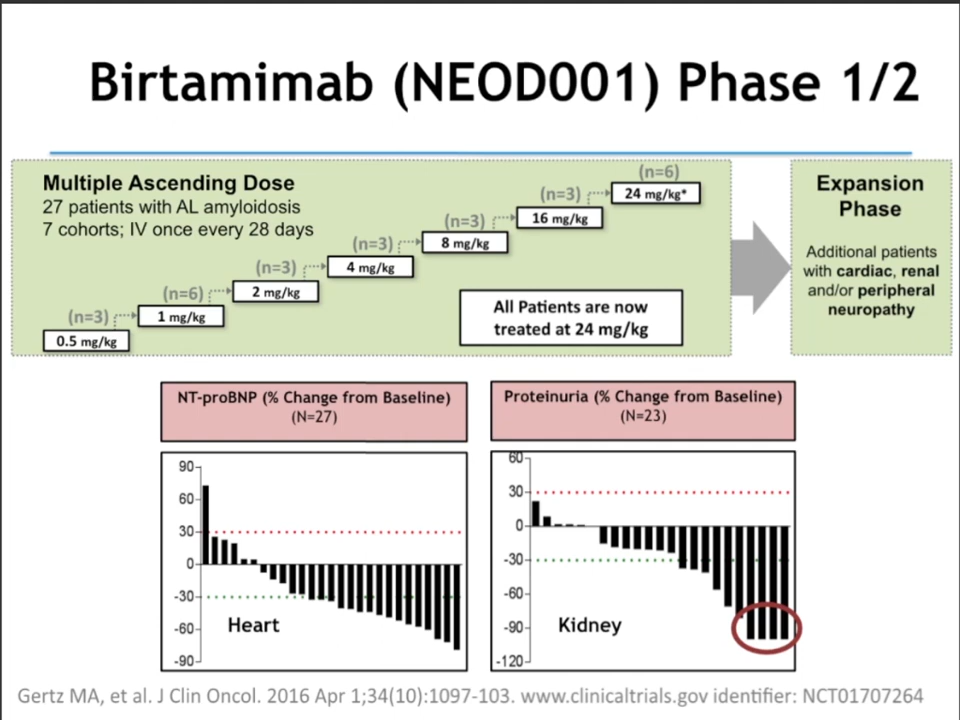 Birtamimab (NEOD001) Phase 1/2
Multiple Ascending Dose
27 patients with AL amyloidosis
7 cohorts; IV once every 28 days
(n=3)
0.5 mg/kg
(n=6)
1 mg/kg
(n=3)
2 mg/kg
(n=3)
4 mg/kg
(n=3)
8 mg/kg
(n=3)
16 mg/kg
(n=6)
24 mg/kg*
All Patients are now
treated at 24 mg/kg
Expansion
Phase
Additional patients
with cardiac, renal
and/or peripheral
neuropathy
NT-proBNP (% Change from Baseline)
(N=27)
90
60
30
0
-30
-60
-90
Heart
Proteinuria (% Change from Baseline)
(N=23)
60
30
0
-30
-60
-90
-120
Kidney
Gertz MA, et al. J Clin Oncol. 2016 Apr 1;34(10):1097-103. www.clinicaltrials.gov identifier: NCT01707264